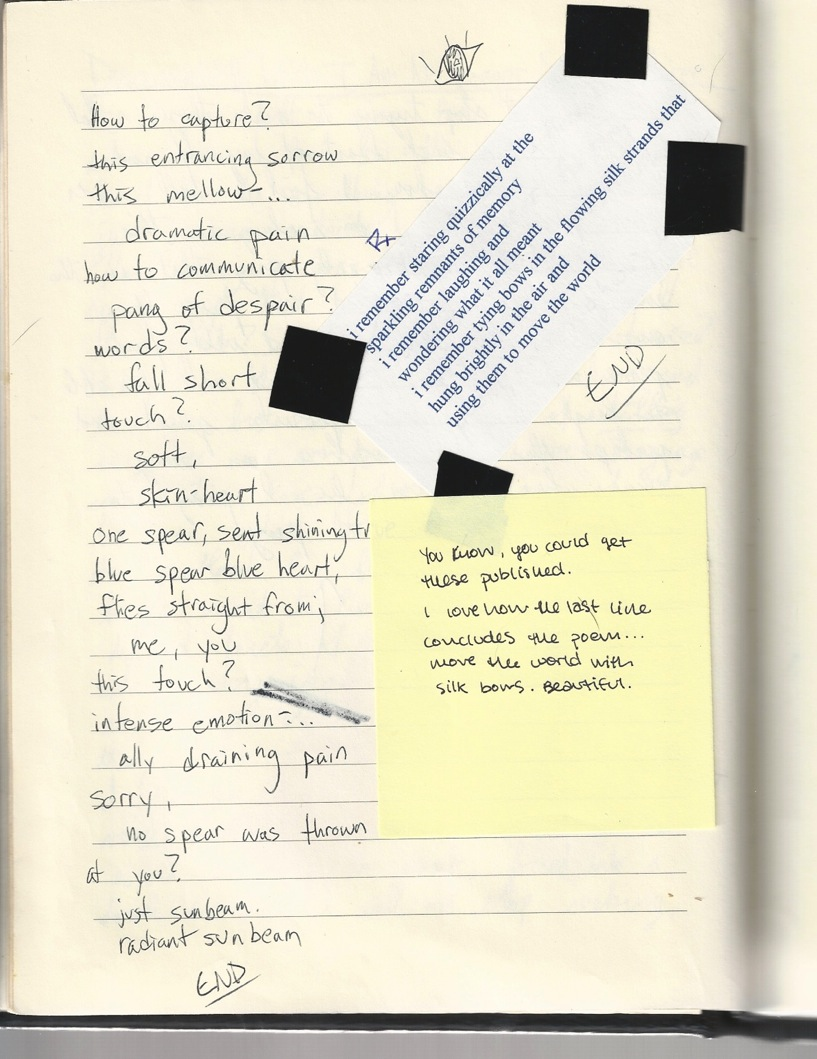 How to capture?
this entrancing sorrow
this mellow-...
dramatic pain
how to communicate
pang of despair?
words?
fall short
touch?
soft,
skin-heart
one spear, sent shining
blue spear blue heart,
flies straight from;
me, you
this touch?
intense emotion-...
ally draining pain
sorry,
no spear was thrown
at you?
just sunbeam.
radiant sunbeam
END
i remember staring quizzically at the
sparkling remnants of memory
i remember laughing and
wondering what it all meant
i remember tying bows in the flowing silk strands that
hung brightly in the air and
using them to move the world
END
You know, you could get
these published.
I love how the last line
concludes the poem...
move the world with
silk bows. Beautiful.